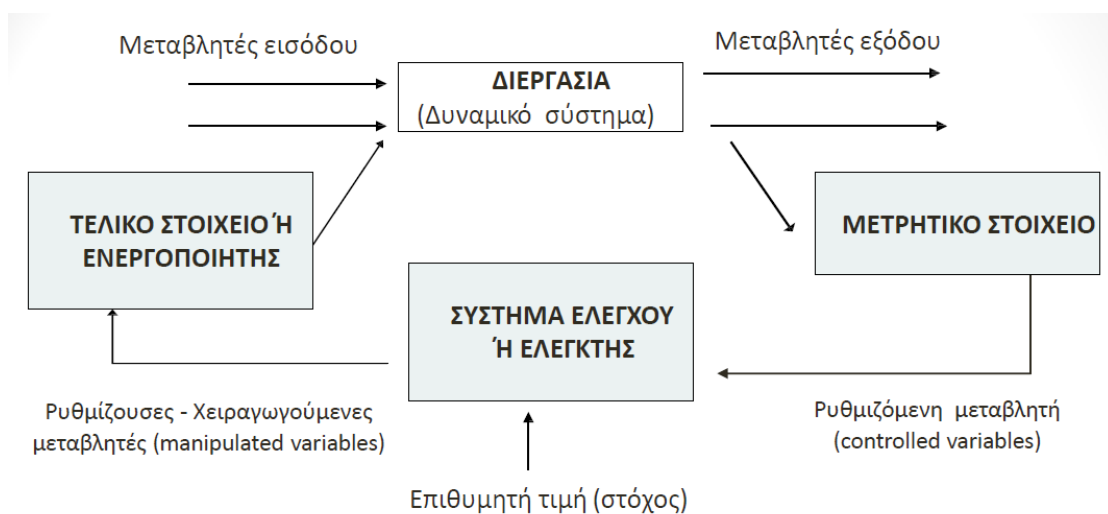 Μεταβλητές εισόδου
Μεταβλητές εξόδου
ΔΙΕΡΓΑΣΙΑ
(Δυναμικό σύστημα)
ΤΕΛΙΚΟ ΣΤΟΙΧΕΙΟ Ή
ΕΝΕΡΓΟΠΟΙΗΤΗΣ
ΜΕΤΡΗΤΙΚΟ ΣΤΟΙΧΕΙΟ
ΣΥΣΤΗΜΑ ΕΛΕΓΧΟΥ
Ή ΕΛΕΓΚΤΗΣ
Ρυθμίζουσες - Χειραγωγούμενες
μεταβλητές (manipulated variables)
Ρυθμιζόμενη μεταβλητή
(controlled variables)
Επιθυμητή τιμή (στόχος)